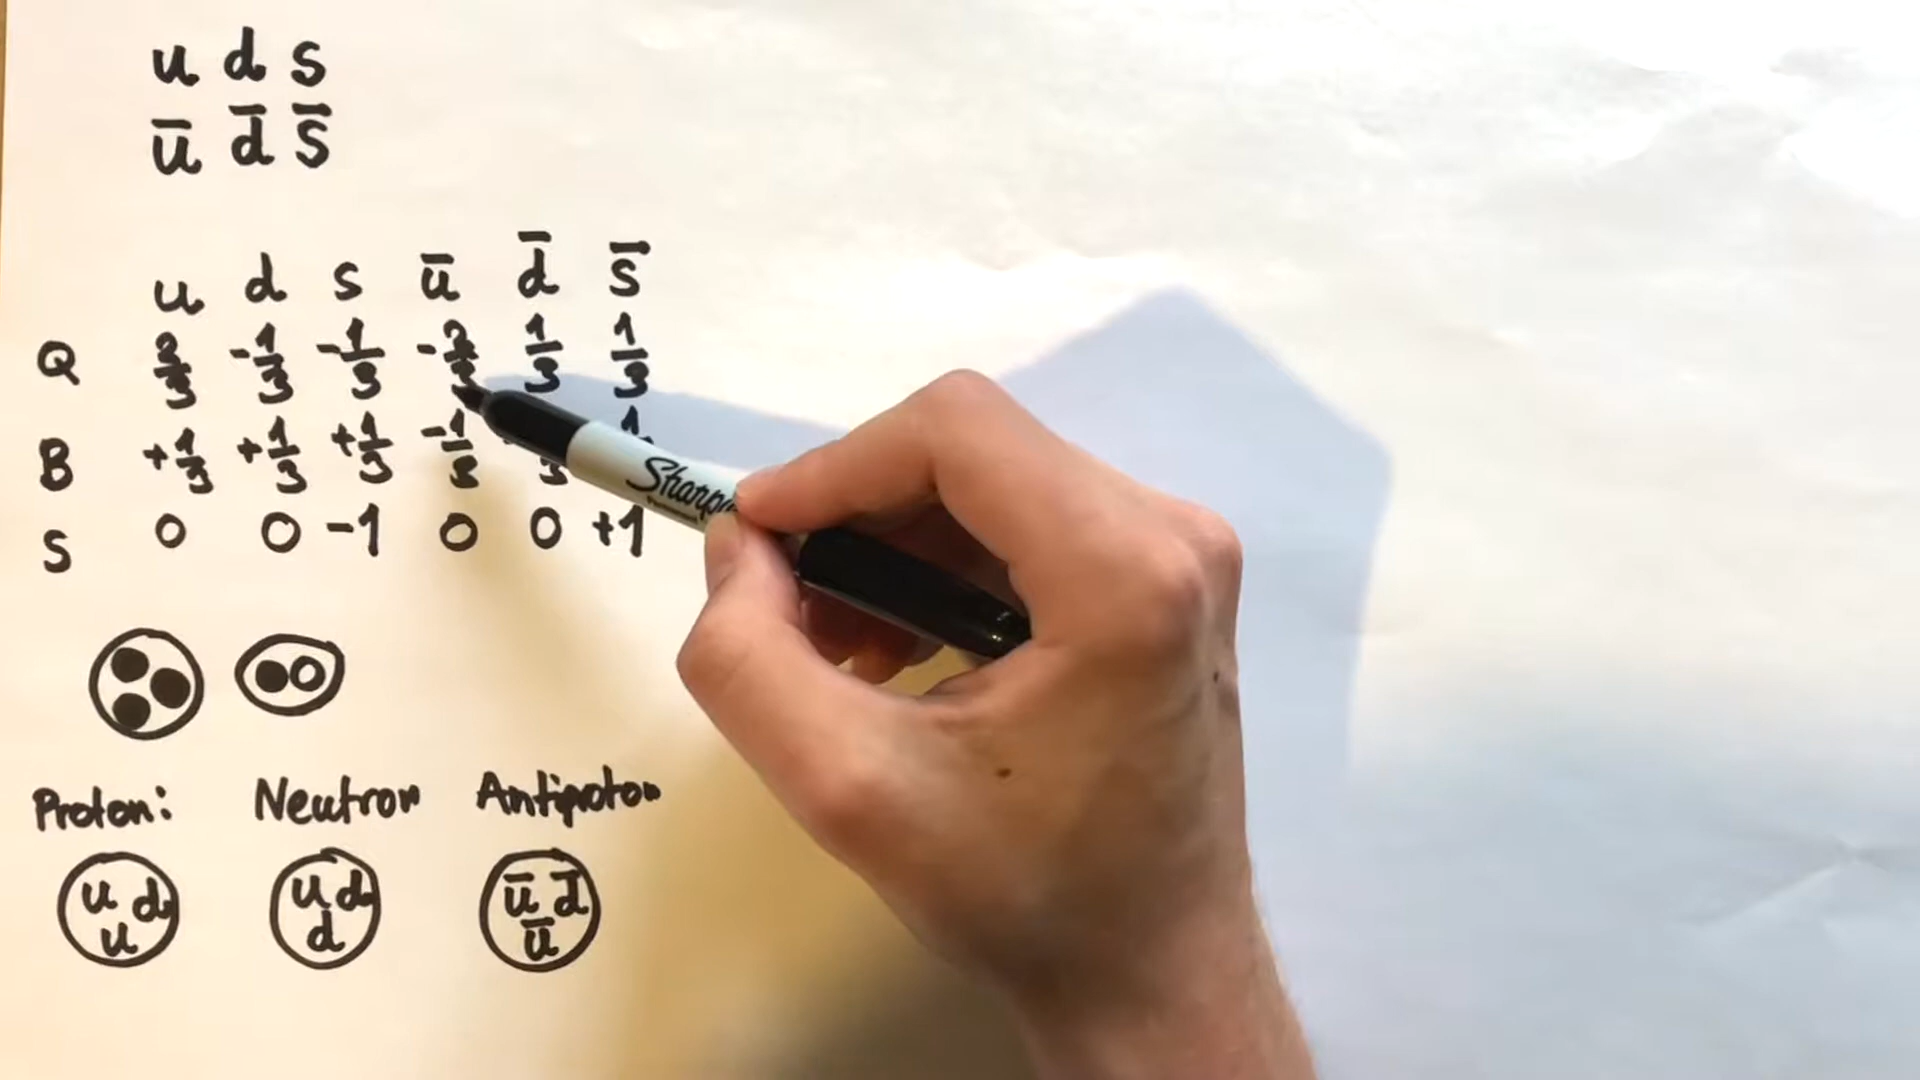 u d s
ū d̄ s̄
u d s ū d̄ s̄
Q 2/3 -1/3 -1/3 -2/3 1/3 1/3
B +1/3 +1/3 +1/3 -1/3
S 0 0 -1 0 0 +1
Sharpie
Proton: Neutron Antiproton
u d u d ū d̄
u d ū